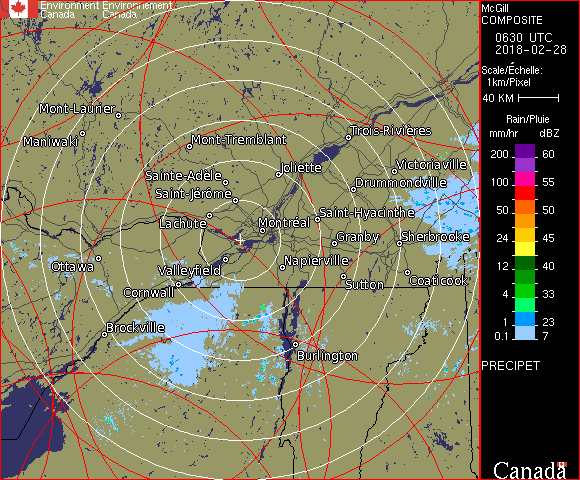 Environment Environnement
Canada Canada
McGill
COMPOSITE
0630 UTC
2018-02-28
Scale/Échelle:
1km/Pixel
40 KM
Rain/Pluie
mm/hr dBZ
200 60
100 55
50 50
24 45
12 40
4 33
1 23
0.1 7
PRECIPET
Canada
Mont-Laurier
Maniwaki
Mont-Tremblant
Trois-Rivières
Joliette
Victoriaville
Sainte-Adèle
Drummondville
Saint-Jérôme
Lachute
Montréal
Saint-Hyacinthe
Granby
Sherbrooke
Ottawa
Valleyfield
Napierville
Cornwall
Sutton
Coaticook
Brockville
Burlington